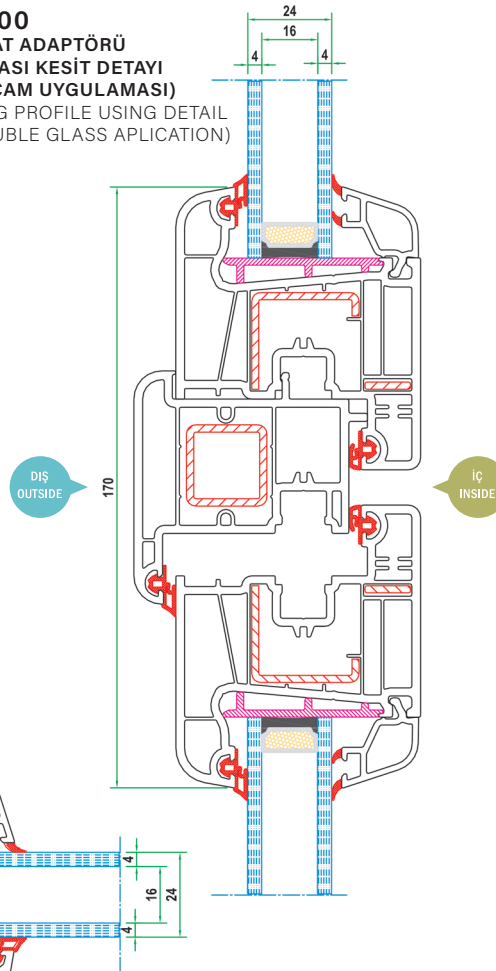 00
AT ADAPTÖRÜ
ASI KESİT DETAYI
CAM UYGULAMASI)
G PROFILE USING DETAIL
UBLE GLASS APLICATION)
24
16
4
4
170
DIŞ
OUTSIDE
İÇ
INSIDE
4
16
24
4